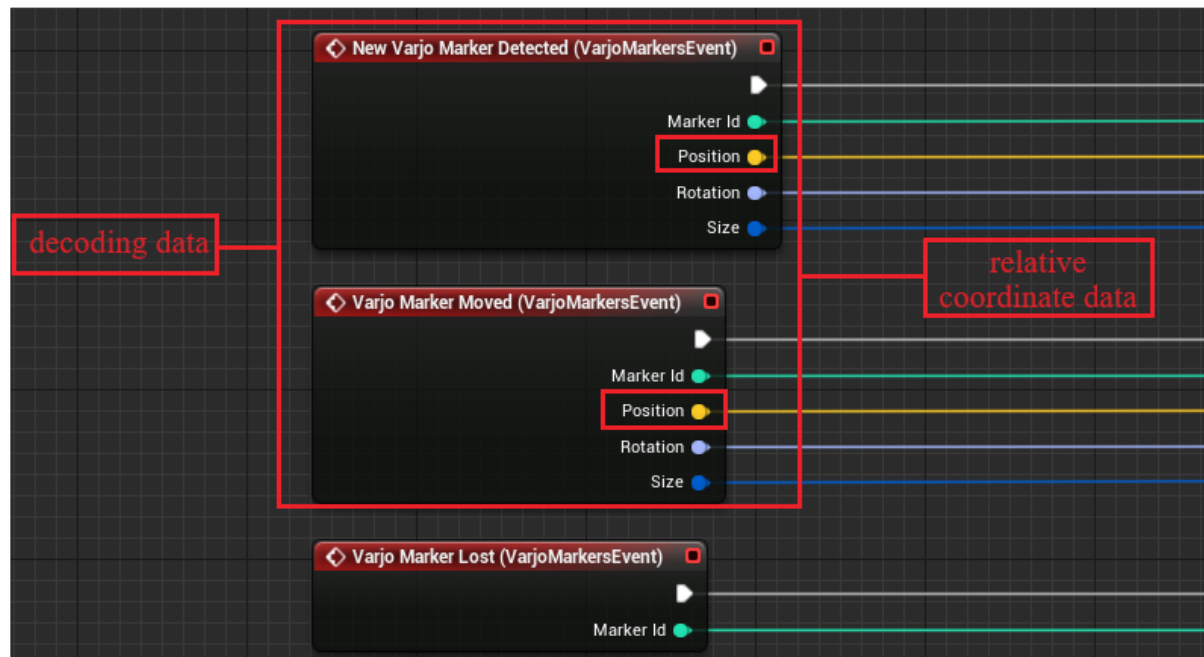 New Varjo Marker Detected (VarjoMarkersEvent)
Marker Id
Position
Rotation
Size
decoding data
relative
coordinate data
Varjo Marker Moved (VarjoMarkersEvent)
Marker Id
Position
Rotation
Size
Varjo Marker Lost (VarjoMarkersEvent)
Marker Id